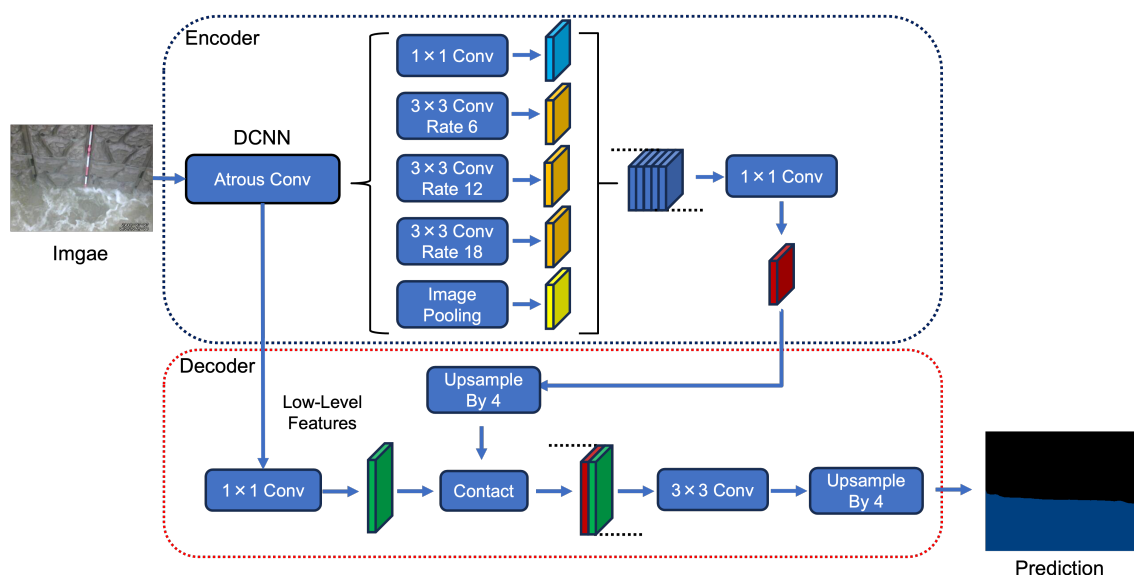 Encoder
DCNN
Atrous Conv
Imgae
1×1 Conv
3×3 Conv
Rate 6
3×3 Conv
Rate 12
3×3 Conv
Rate 18
Image
Pooling
1×1 Conv
Decoder
Low-Level
Features
Upsample
By 4
1×1 Conv
Contact
3×3 Conv
Upsample
By 4
Prediction